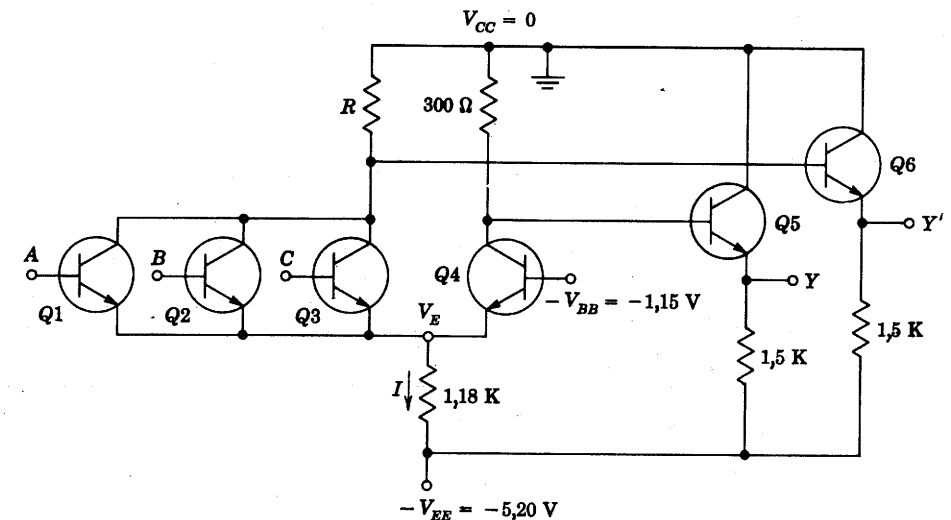 V_CC = 0
R
300 Ω
Q6
A
B
C
Q5
Y'
Q4
Q1
Q2
Q3
V_E
Y
− V_BB = −1,15 V
1,5 K
1,5 K
I
1,18 K
− V_EE = −5,20 V